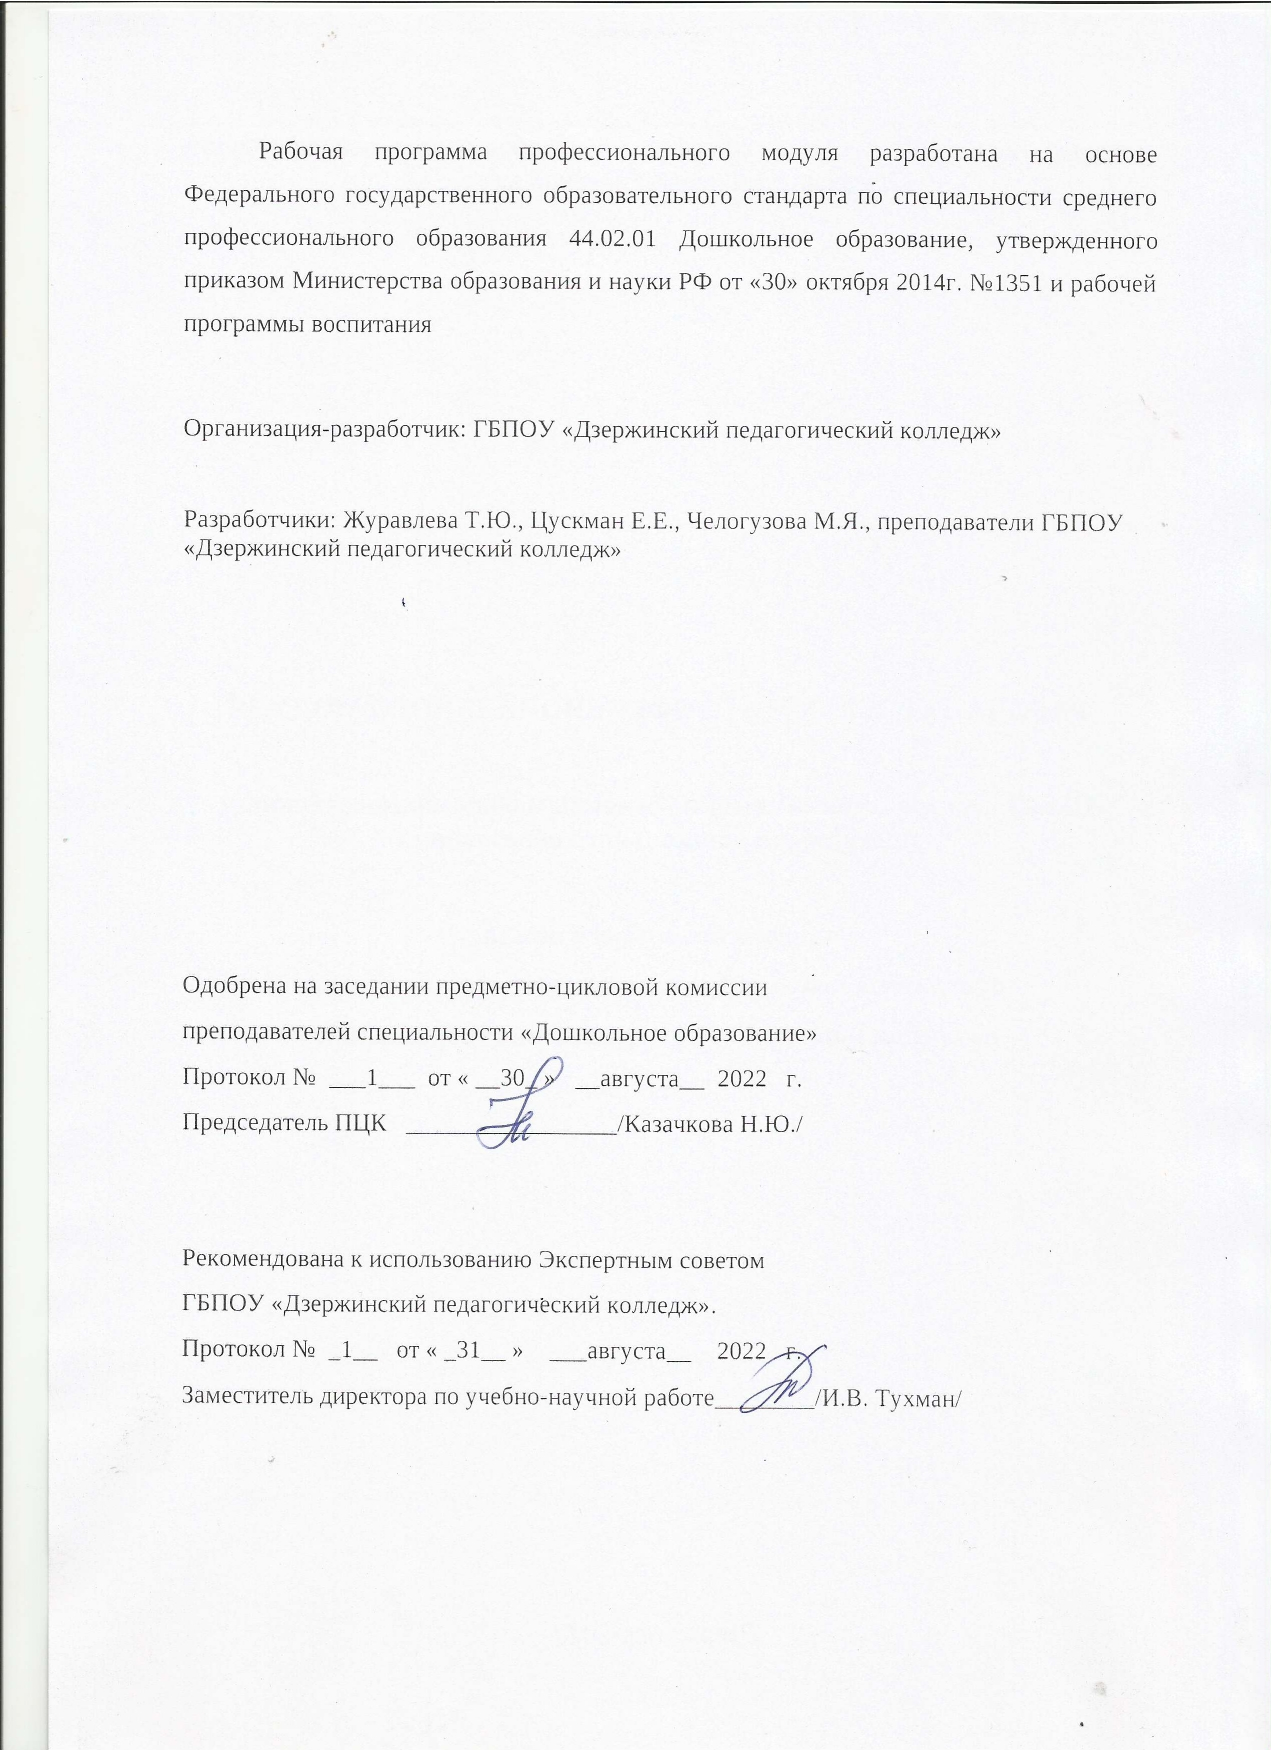 Рабочая программа профессионального модуля разработана на основе
Федерального государственного образовательного стандарта по специальности среднего
профессионального образования 44.02.01 Дошкольное образование, утвержденного
приказом Министерства образования и науки РФ от «30» октября 2014г. №1351 и рабочей
программы воспитания
Организация-разработчик: ГБПОУ «Дзержинский педагогический колледж»
Разработчики: Журавлева Т.Ю., Цускман Е.Е., Челогузова М.Я., преподаватели ГБПОУ
«Дзержинский педагогический колледж»
Одобрена на заседании предметно-цикловой комиссии
преподавателей специальности «Дошкольное образование»
Протокол № ___1___ от « __30_ » __августа__ 2022 г.
Председатель ПЦК _________________/Казачкова Н.Ю./
Рекомендована к использованию Экспертным советом
ГБПОУ «Дзержинский педагогический колледж».
Протокол № _1__ от « _31__ » ___августа__ 2022 г.
Заместитель директора по учебно-научной работе________/И.В. Тухман/